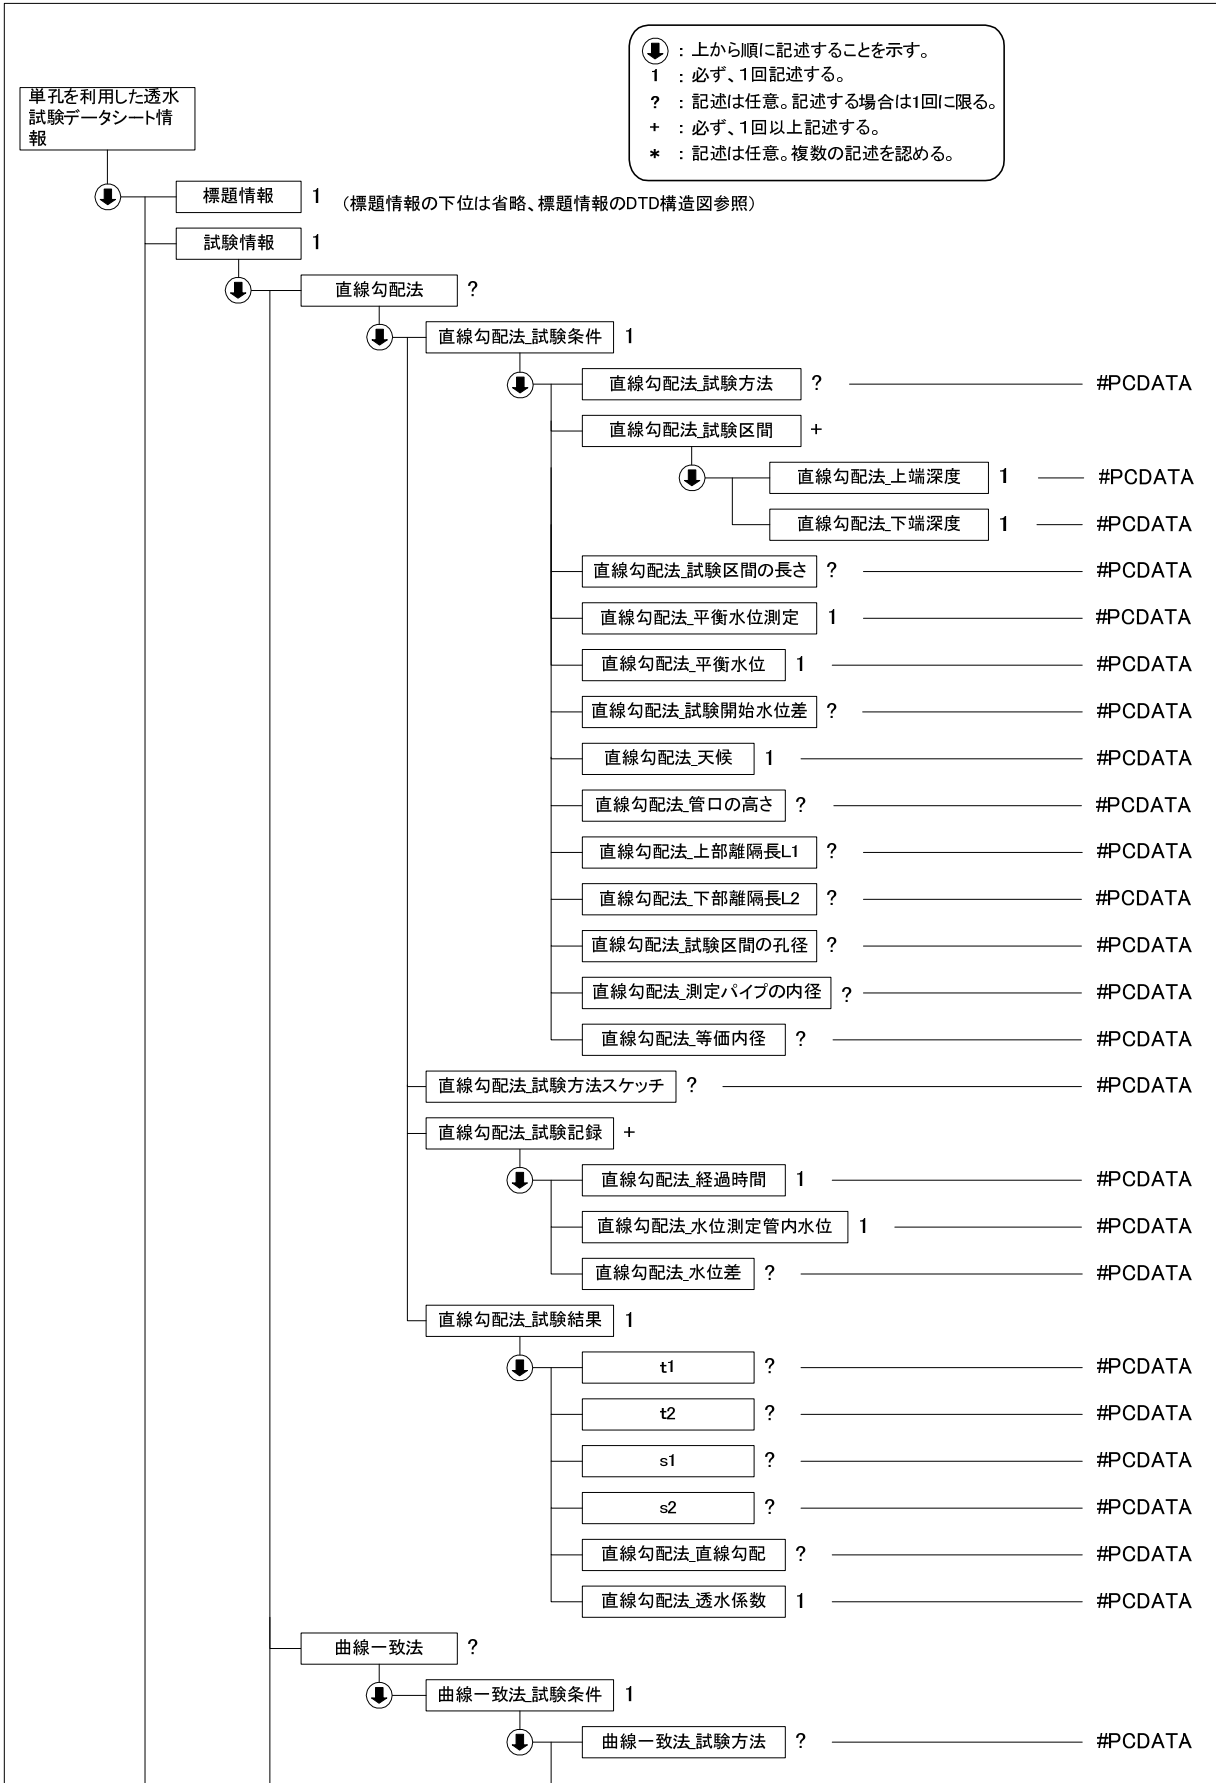 ：上から順に記述することを示す。
1 ：必ず、1回記述する。
? ：記述は任意。記述する場合は1回に限る。
+ ：必ず、1回以上記述する。
* ：記述は任意。複数の記述を認める。
単孔を利用した透水
試験データシート情
報
標題情報 1 （標題情報の下位は省略、標題情報のDTD構造図参照）
試験情報 1
直線勾配法 ?
直線勾配法_試験条件 1
直線勾配法_試験方法 ? #PCDATA
直線勾配法_試験区間 +
直線勾配法_上端深度 1 #PCDATA
直線勾配法_下端深度 1 #PCDATA
直線勾配法_試験区間の長さ ? #PCDATA
直線勾配法_平衡水位測定 1 #PCDATA
直線勾配法_平衡水位 1 #PCDATA
直線勾配法_試験開始水位差 ? #PCDATA
直線勾配法_天候 1 #PCDATA
直線勾配法_管口の高さ ? #PCDATA
直線勾配法_上部離隔長L1 ? #PCDATA
直線勾配法_下部離隔長L2 ? #PCDATA
直線勾配法_試験区間の孔径 ? #PCDATA
直線勾配法_測定パイプの内径 ? #PCDATA
直線勾配法_等価内径 ? #PCDATA
直線勾配法_試験方法スケッチ ? #PCDATA
直線勾配法_試験記録 +
直線勾配法_経過時間 1 #PCDATA
直線勾配法_水位測定管内水位 1 #PCDATA
直線勾配法_水位差 ? #PCDATA
直線勾配法_試験結果 1
t1 ? #PCDATA
t2 ? #PCDATA
s1 ? #PCDATA
s2 ? #PCDATA
直線勾配法_直線勾配 ? #PCDATA
直線勾配法_透水係数 1 #PCDATA
曲線一致法 ?
曲線一致法_試験条件 1
曲線一致法_試験方法 ? #PCDATA